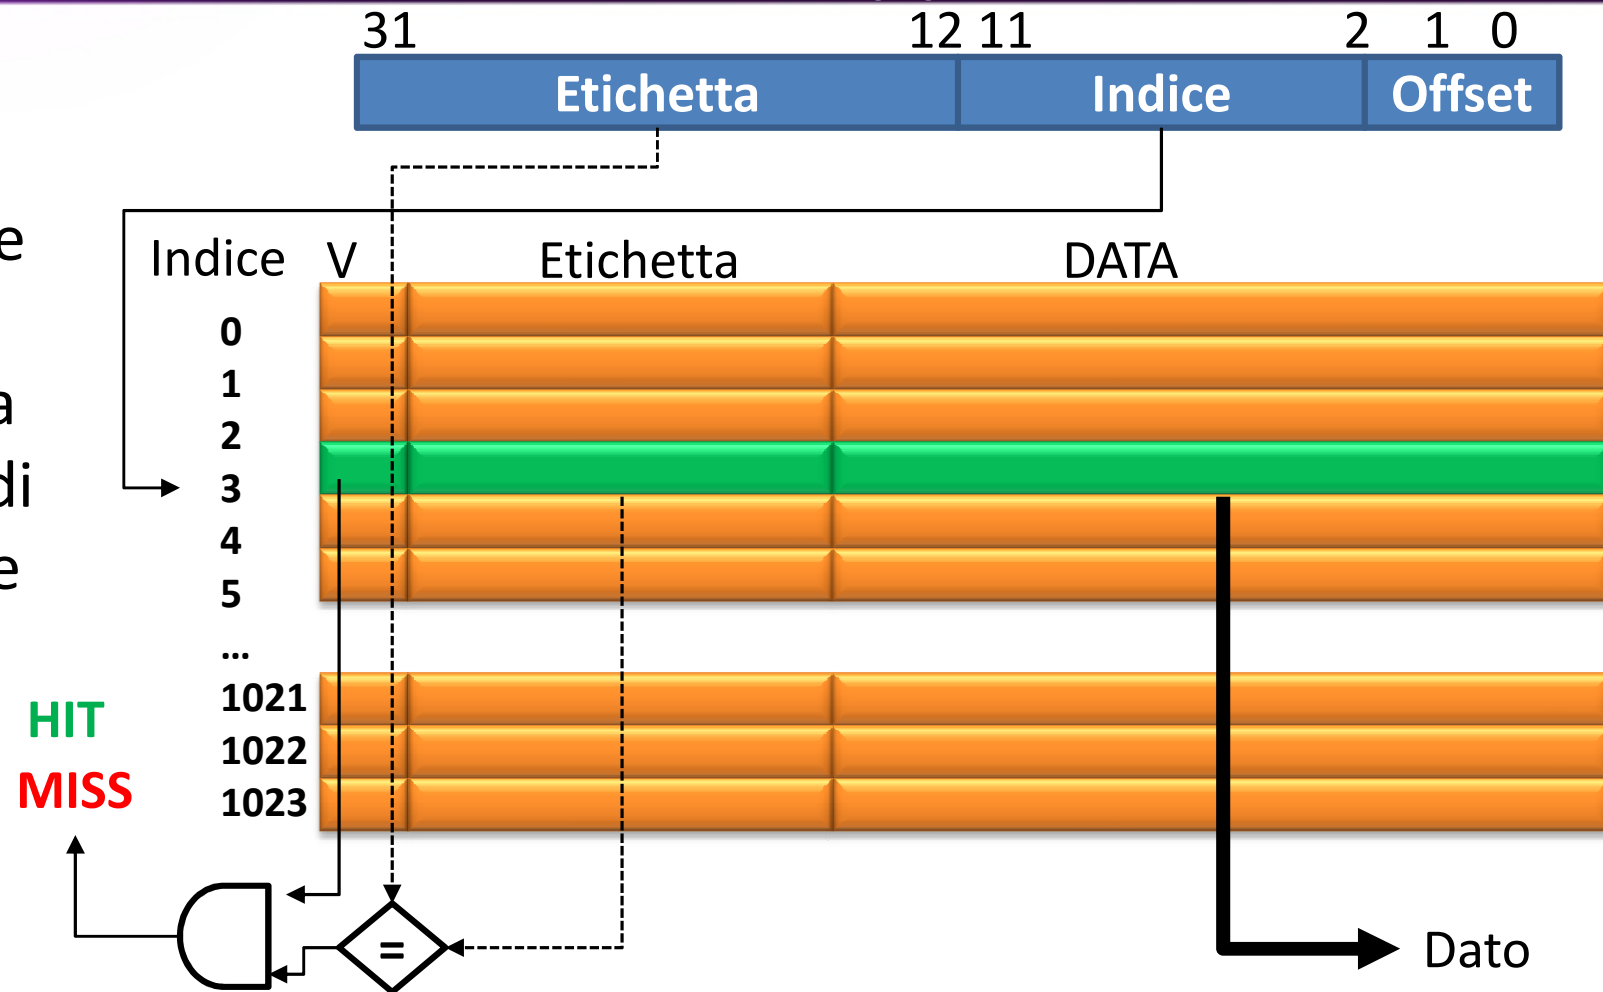 31 12 11 2 1 0
Etichetta Indice Offset
Indice V Etichetta DATA
0
1
2
3
4
5
...
1021
1022
1023
e
a
di
e
HIT
MISS
=
Dato